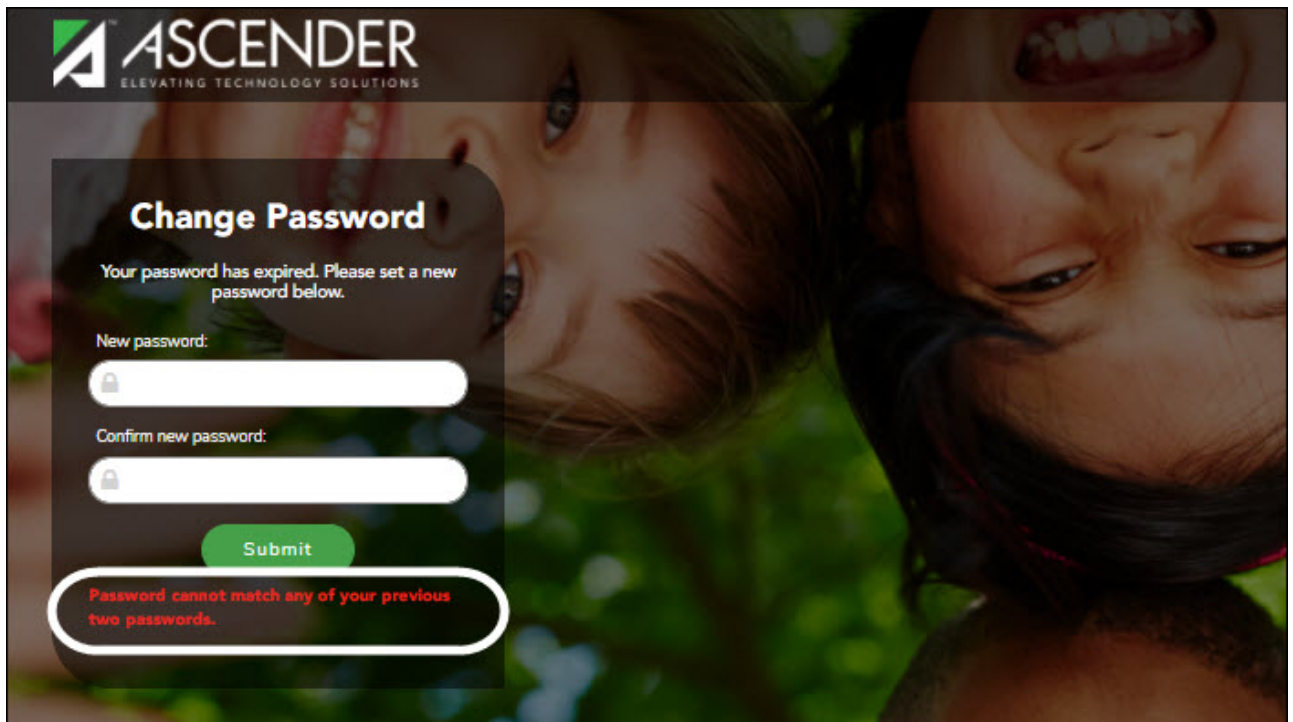 ASCENDER
ELEVATING TECHNOLOGY SOLUTIONS
Change Password
Your password has expired. Please set a new
password below.
New password:
Confirm new password:
Submit
Password cannot match any of your previous
two passwords.